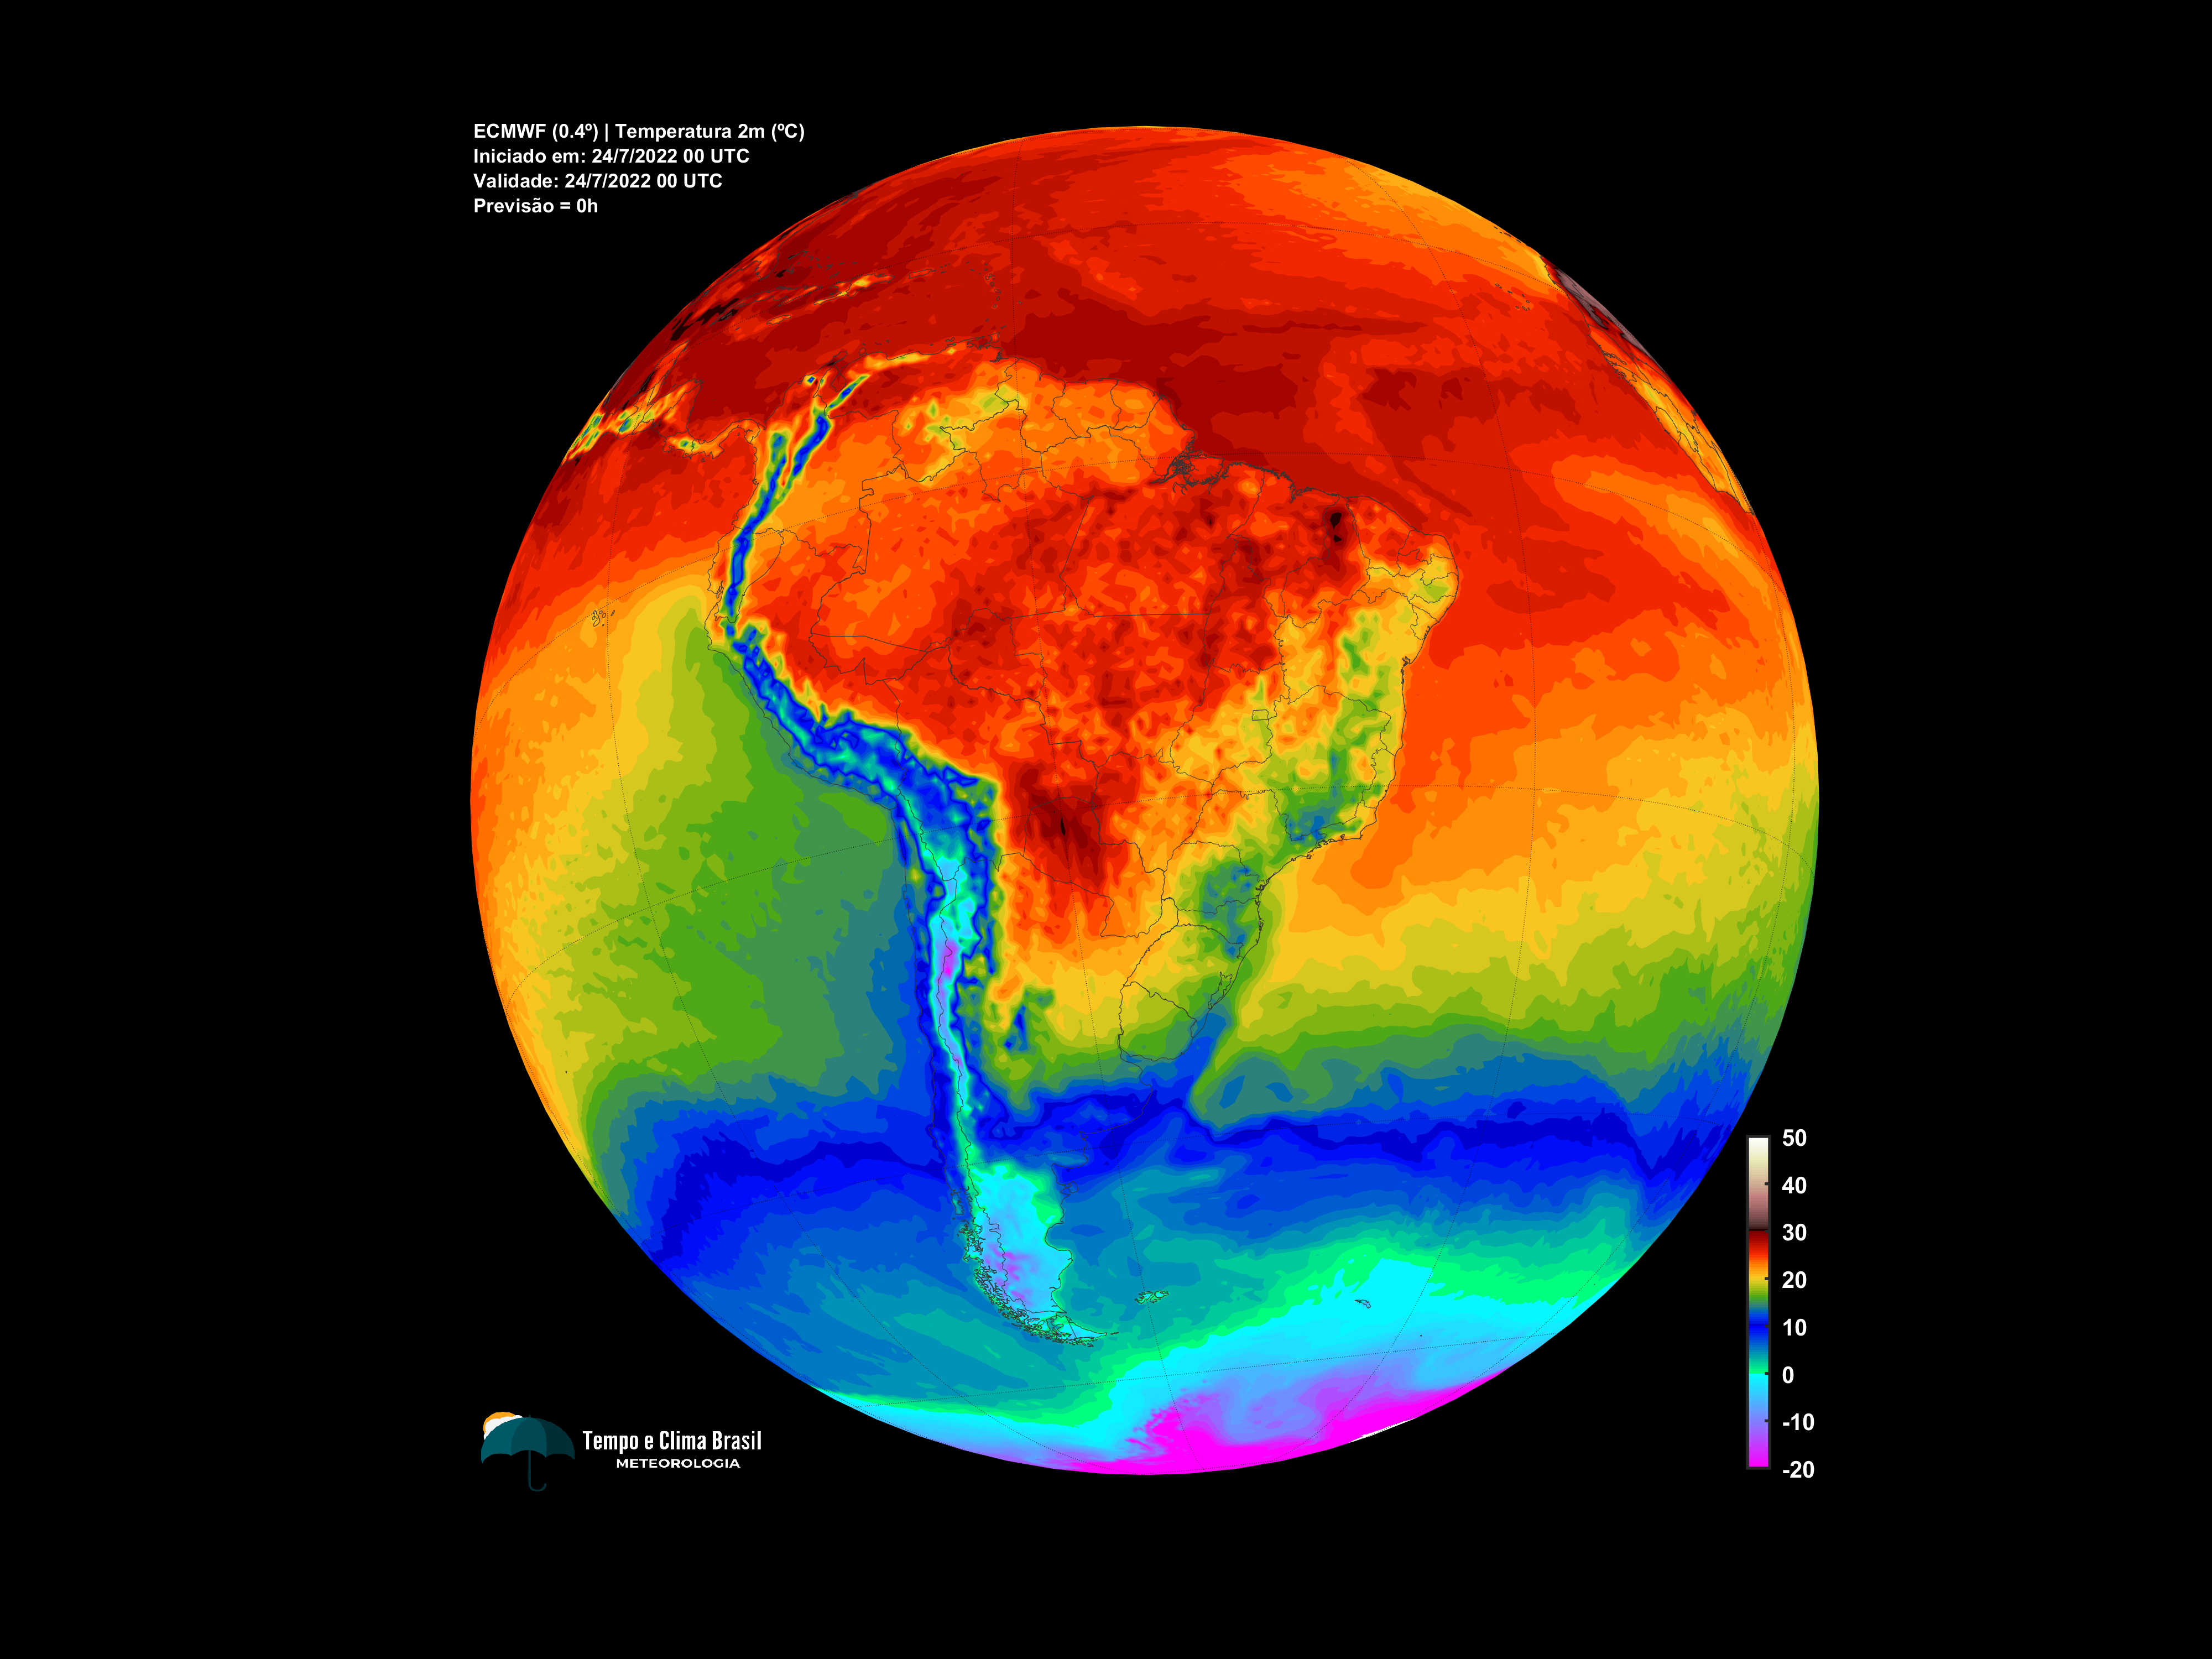 ECMWF (0.4º) | Temperatura 2m (ºC)
Iniciado em: 24/7/2022 00 UTC
Validade: 24/7/2022 00 UTC
Previsão = 0h
50
40
30
20
10
0
-10
-20
Tempo e Clima Brasil
METEOROLOGIA